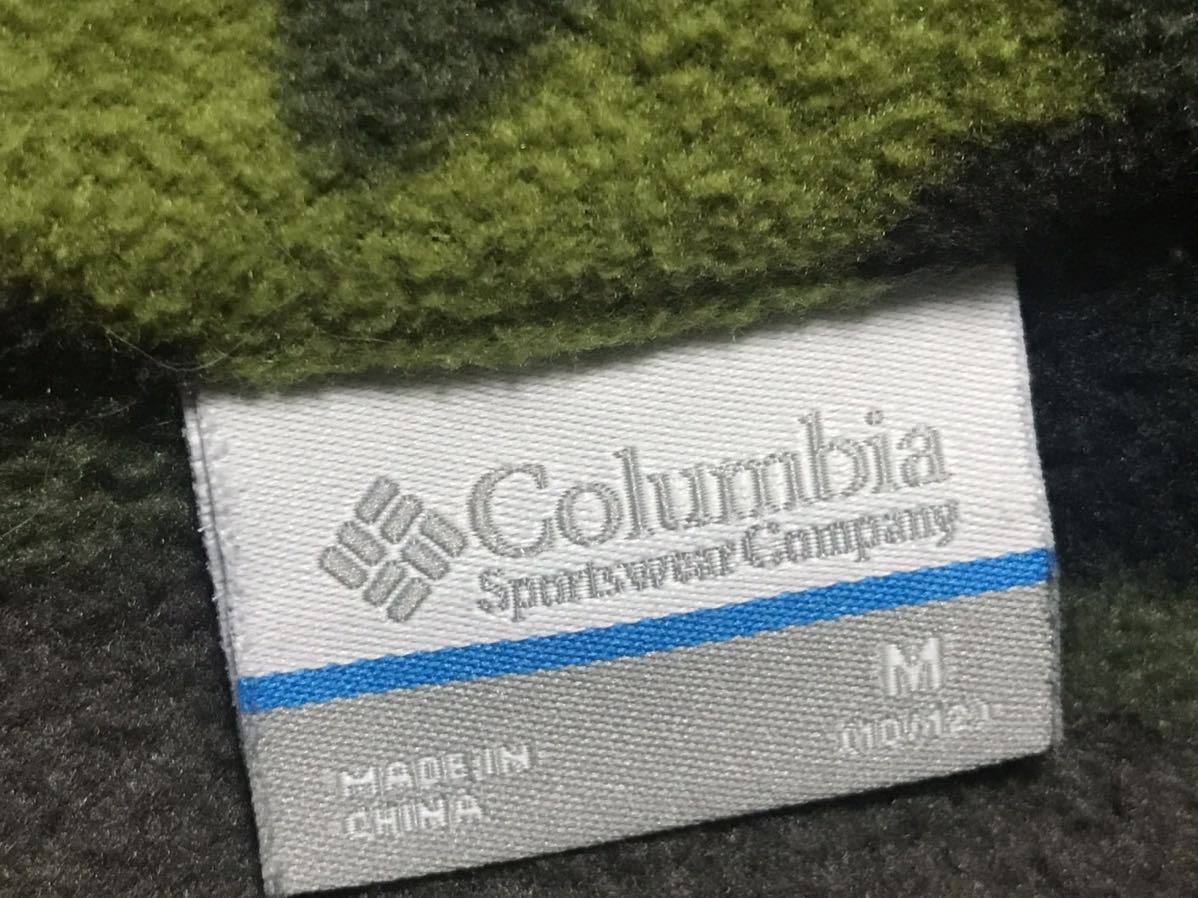 Columbia
Sportswear Company
M
(10/12)
MADE IN
CHINA